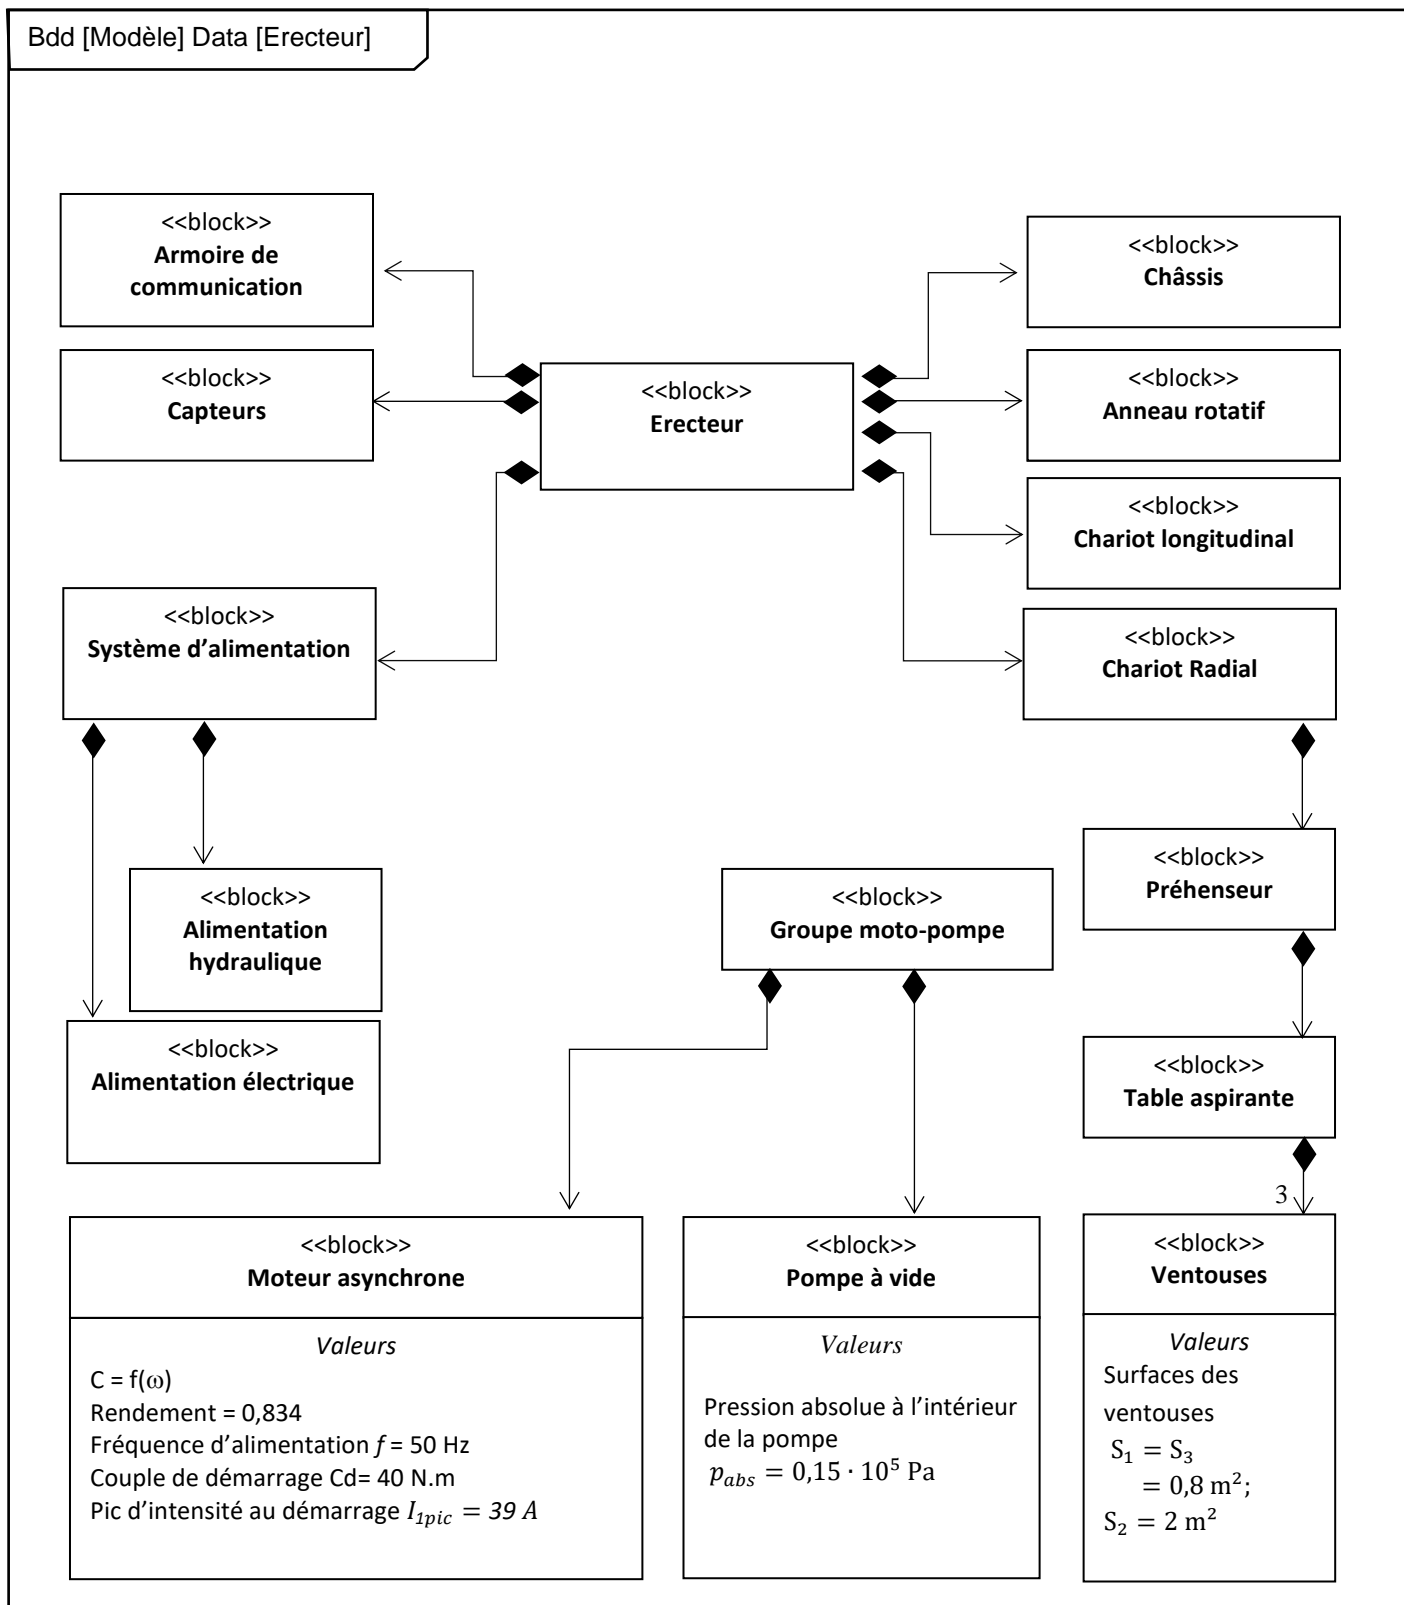 Bdd [Modèle] Data [Erecteur]
<<block>>
Armoire de
communication
<<block>>
Châssis
<<block>>
Capteurs
<<block>>
Erecteur
<<block>>
Anneau rotatif
<<block>>
Chariot longitudinal
<<block>>
Système d’alimentation
<<block>>
Chariot Radial
<<block>>
Alimentation
hydraulique
<<block>>
Groupe moto-pompe
<<block>>
Préhenseur
<<block>>
Alimentation électrique
<<block>>
Table aspirante
3
<<block>>
Moteur asynchrone
Valeurs
C = f(ω)
Rendement = 0,834
Fréquence d’alimentation f = 50 Hz
Couple de démarrage Cd= 40 N.m
Pic d’intensité au démarrage I₁pic = 39 A
<<block>>
Pompe à vide
Valeurs
Pression absolue à l’intérieur
de la pompe
pabs = 0,15 · 10⁵ Pa
<<block>>
Ventouses
Valeurs
Surfaces des
ventouses
S₁ = S₃
= 0,8 m²;
S₂ = 2 m²